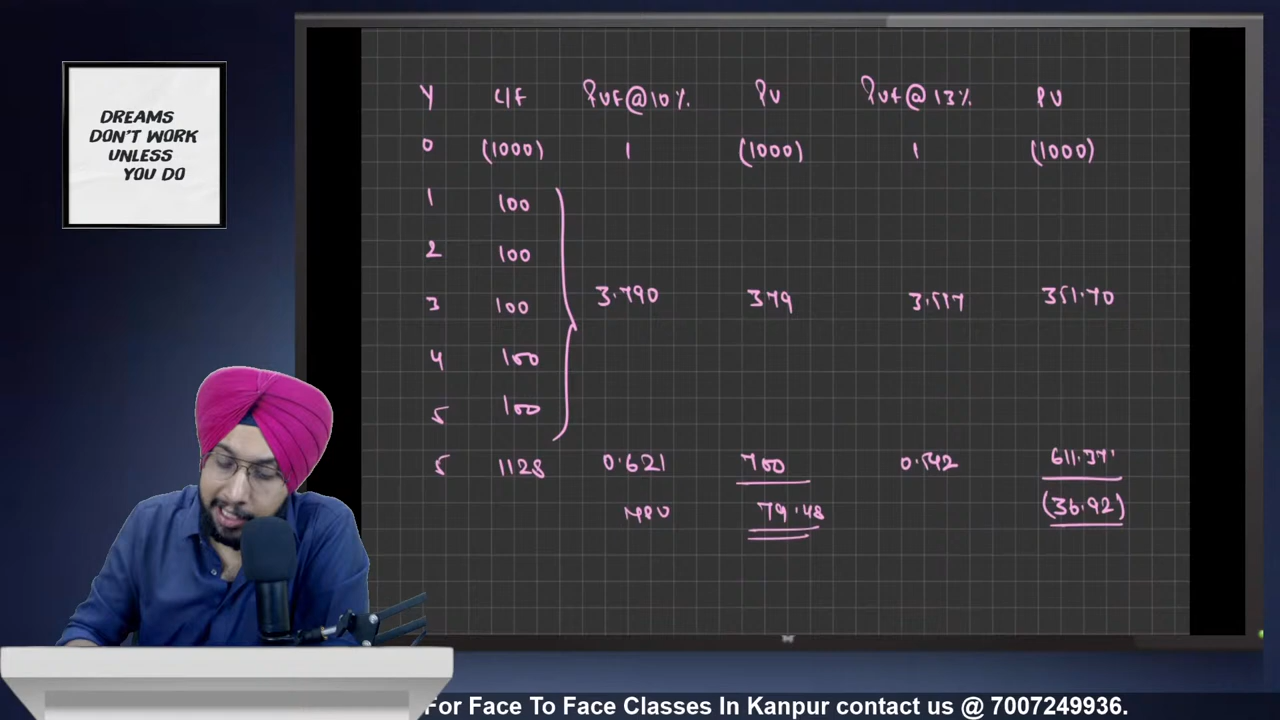 DREAMS
DON'T WORK
UNLESS
YOU DO
Y C/F PVF@10% PV PVF@13% PV
0 (1000) 1 (1000) 1 (1000)
1 100
2 100
3 100 3.790 379 3.517 351.70
4 100
5 100
5 1128 0.621 700 0.542 611.37
NPV 79.48 (36.92)
For Face To Face Classes In Kanpur contact us @ 7007249936.